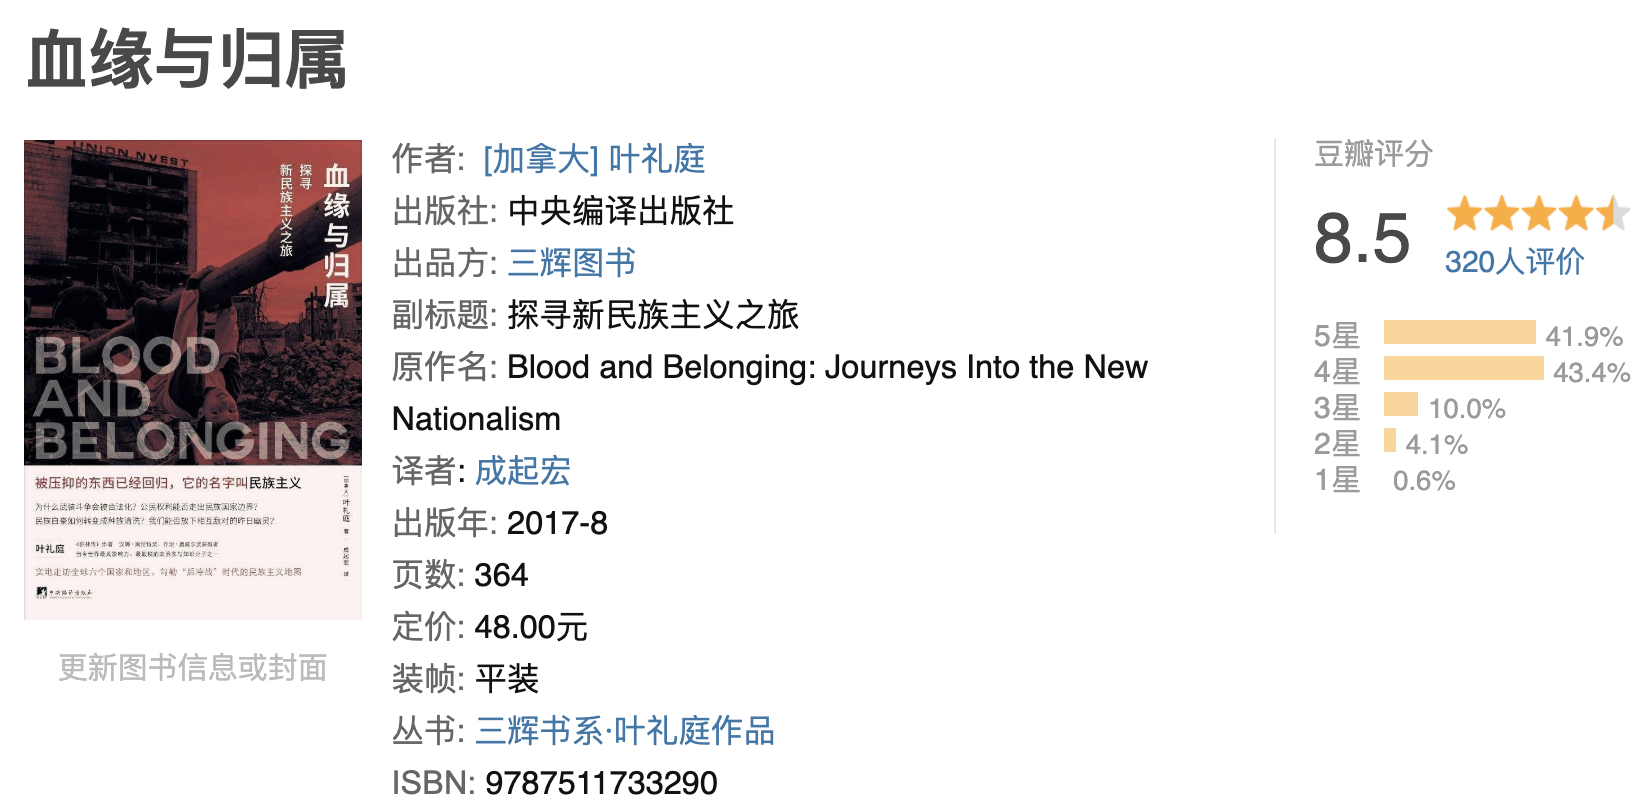 血缘与归属
UNION NVEST
血缘与归属
探寻
新民族主义之旅
BLOOD
AND
BELONGING
被压抑的东西已经回归，它的名字叫民族主义
为什么武装斗争会被合法化？公民权利能否走出民族国家边界？
民族自豪如何转变成种族清洗？我们能否放下相互敌对的昨日幽灵？
叶礼庭
实地走访全球六个国家和地区，勾勒“后冷战”时代的民族主义地图
中央编译出版社
[加拿大] 叶礼庭 著
成起宏 译
更新图书信息或封面
作者: [加拿大] 叶礼庭
出版社: 中央编译出版社
出品方: 三辉图书
副标题: 探寻新民族主义之旅
原作名: Blood and Belonging: Journeys Into the New
Nationalism
译者: 成起宏
出版年: 2017-8
页数: 364
定价: 48.00元
装帧: 平装
丛书: 三辉书系·叶礼庭作品
ISBN: 9787511733290
豆瓣评分
8.5
320人评价
5星 41.9%
4星 43.4%
3星 10.0%
2星 4.1%
1星 0.6%